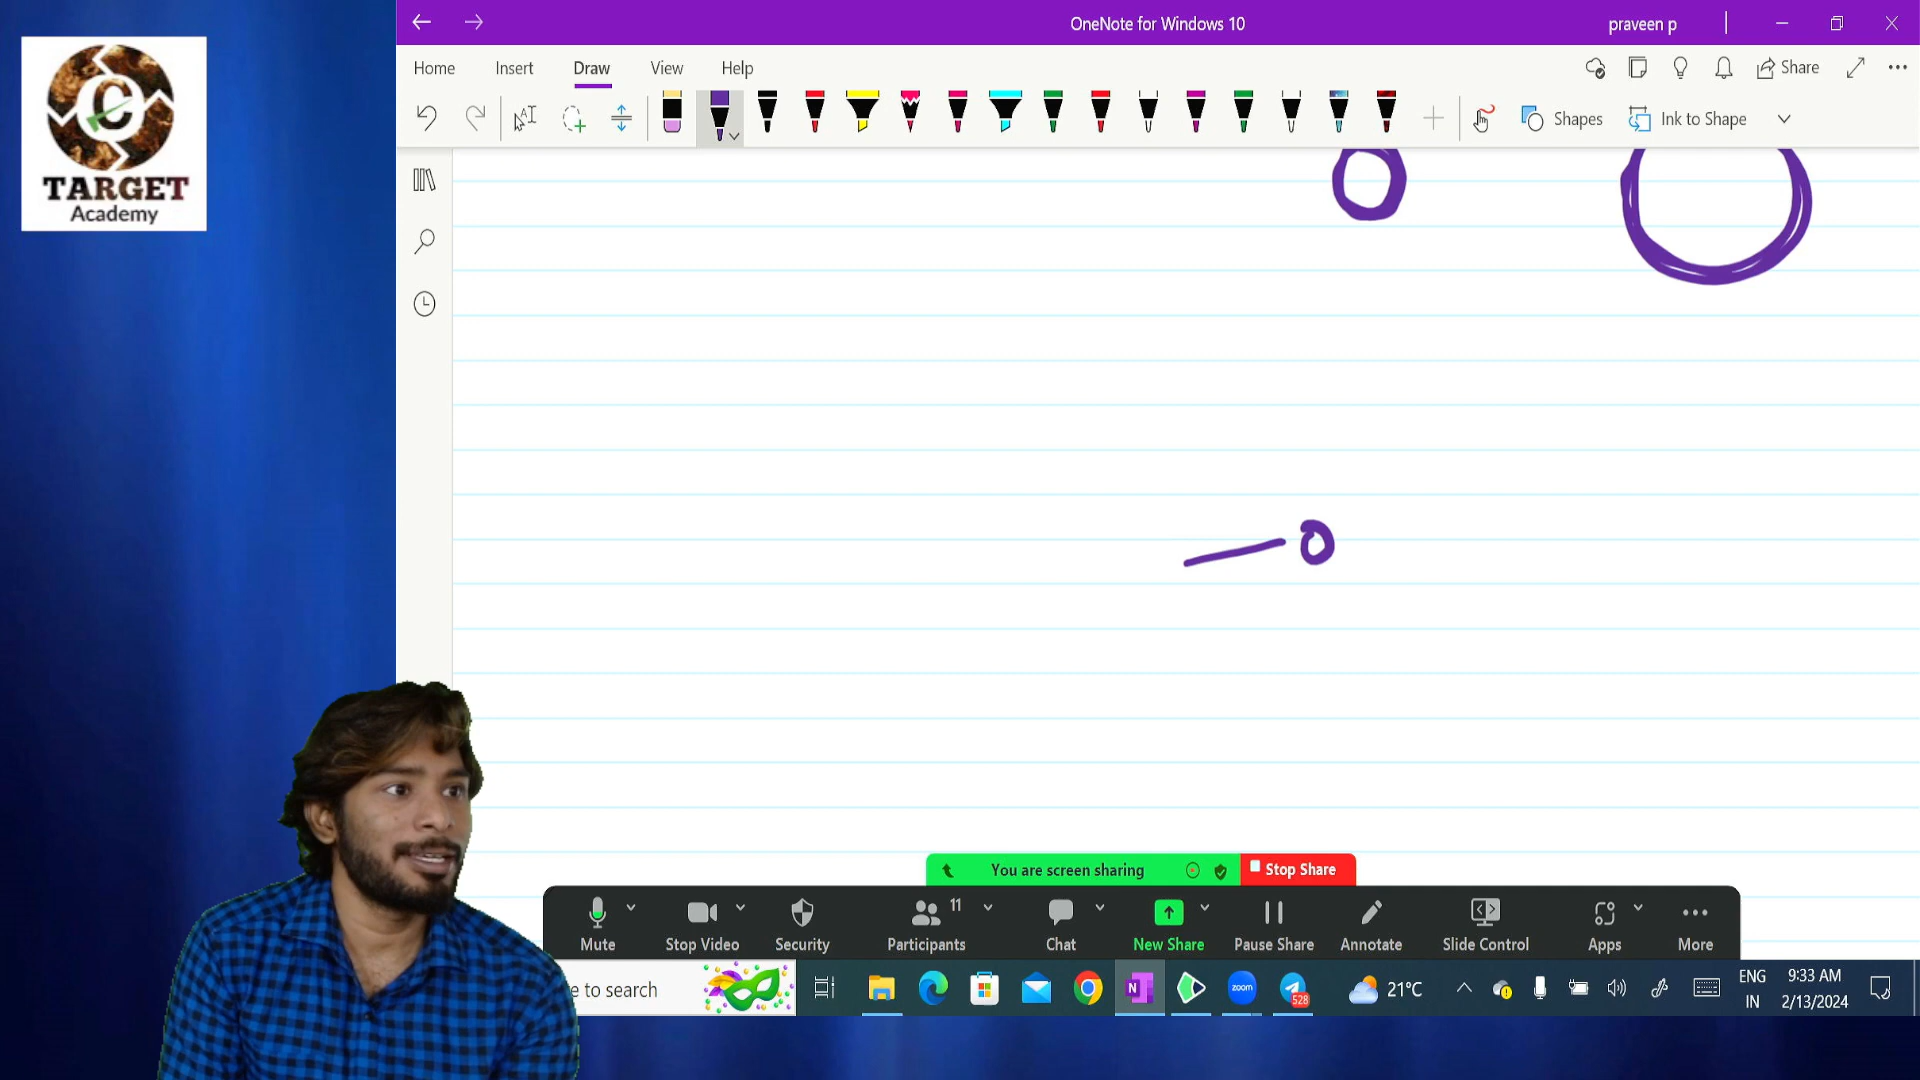 C
TARGET
Academy
OneNote for Windows 10
praveen p
Home Insert Draw View Help
Share
Shapes
Ink to Shape
You are screen sharing
Stop Share
11
Mute
Stop Video
Security
Participants
Chat
New Share
Pause Share
Annotate
Slide Control
Apps
More
e to search
N
zoom
528
21°C
ENG
IN
9:33 AM
2/13/2024